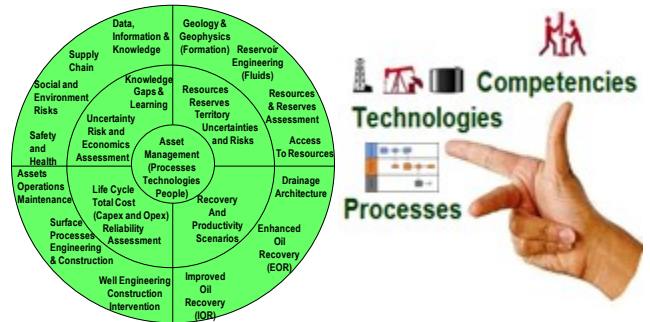 Data,
Information &
Knowledge
Geology &
Geophysics
(Formation)
Supply
Chain
Reservoir
Engineering
(Fluids)
Social and
Environment
Risks
Knowledge
Gaps &
Learning
Resources
Reserves
Territory
Uncertainties
and Risks
Resources
& Reserves
Assessment
Uncertainty
Risk and
Economics
Assessment
Safety
and
Health
Asset
Management
(Processes
Technologies
People)
Access
To Resources
Assets
Operations
Maintenance
Life Cycle
Total Cost
(Capex and Opex)
Reliability
Assessment
Recovery
And
Productivity
Scenarios
Drainage
Architecture
Surface
Processes
Engineering
& Construction
Enhanced
Oil
Recovery
(EOR)
Well Engineering
Construction
Intervention
Improved
Oil
Recovery
(IOR)
Competencies
Technologies
Processes